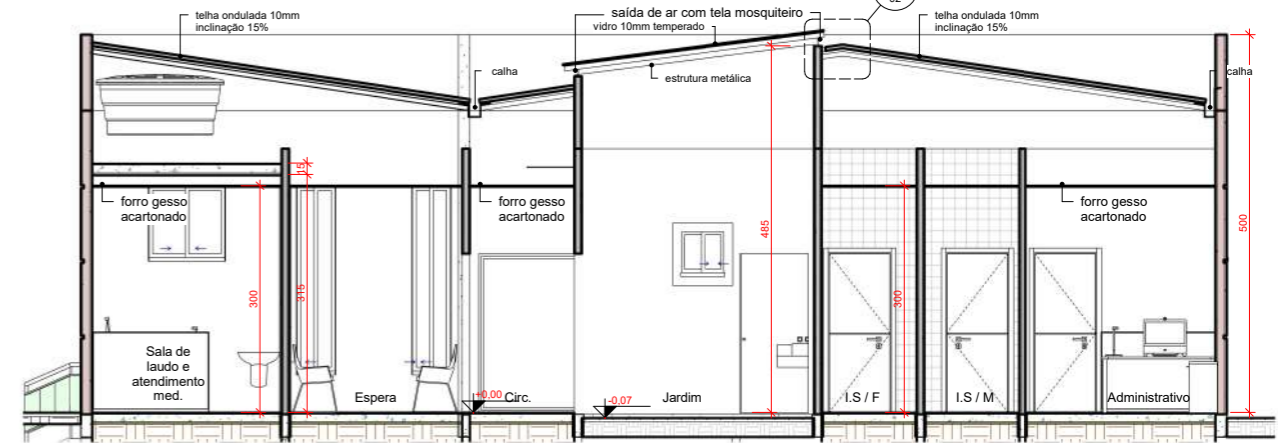 02
saída de ar com tela mosquiteiro
telha ondulada 10mm
inclinação 15%
vidro 10mm temperado
telha ondulada 10mm
inclinação 15%
calha
estrutura metálica
calha
15
forro gesso
acartonado
forro gesso
acartonado
forro gesso
acartonado
485
500
300
315
300
Sala de
laudo e
atendimento
med.
Espera
+0,00
Circ.
-0,07
Jardim
I.S / F
I.S / M
Administrativo